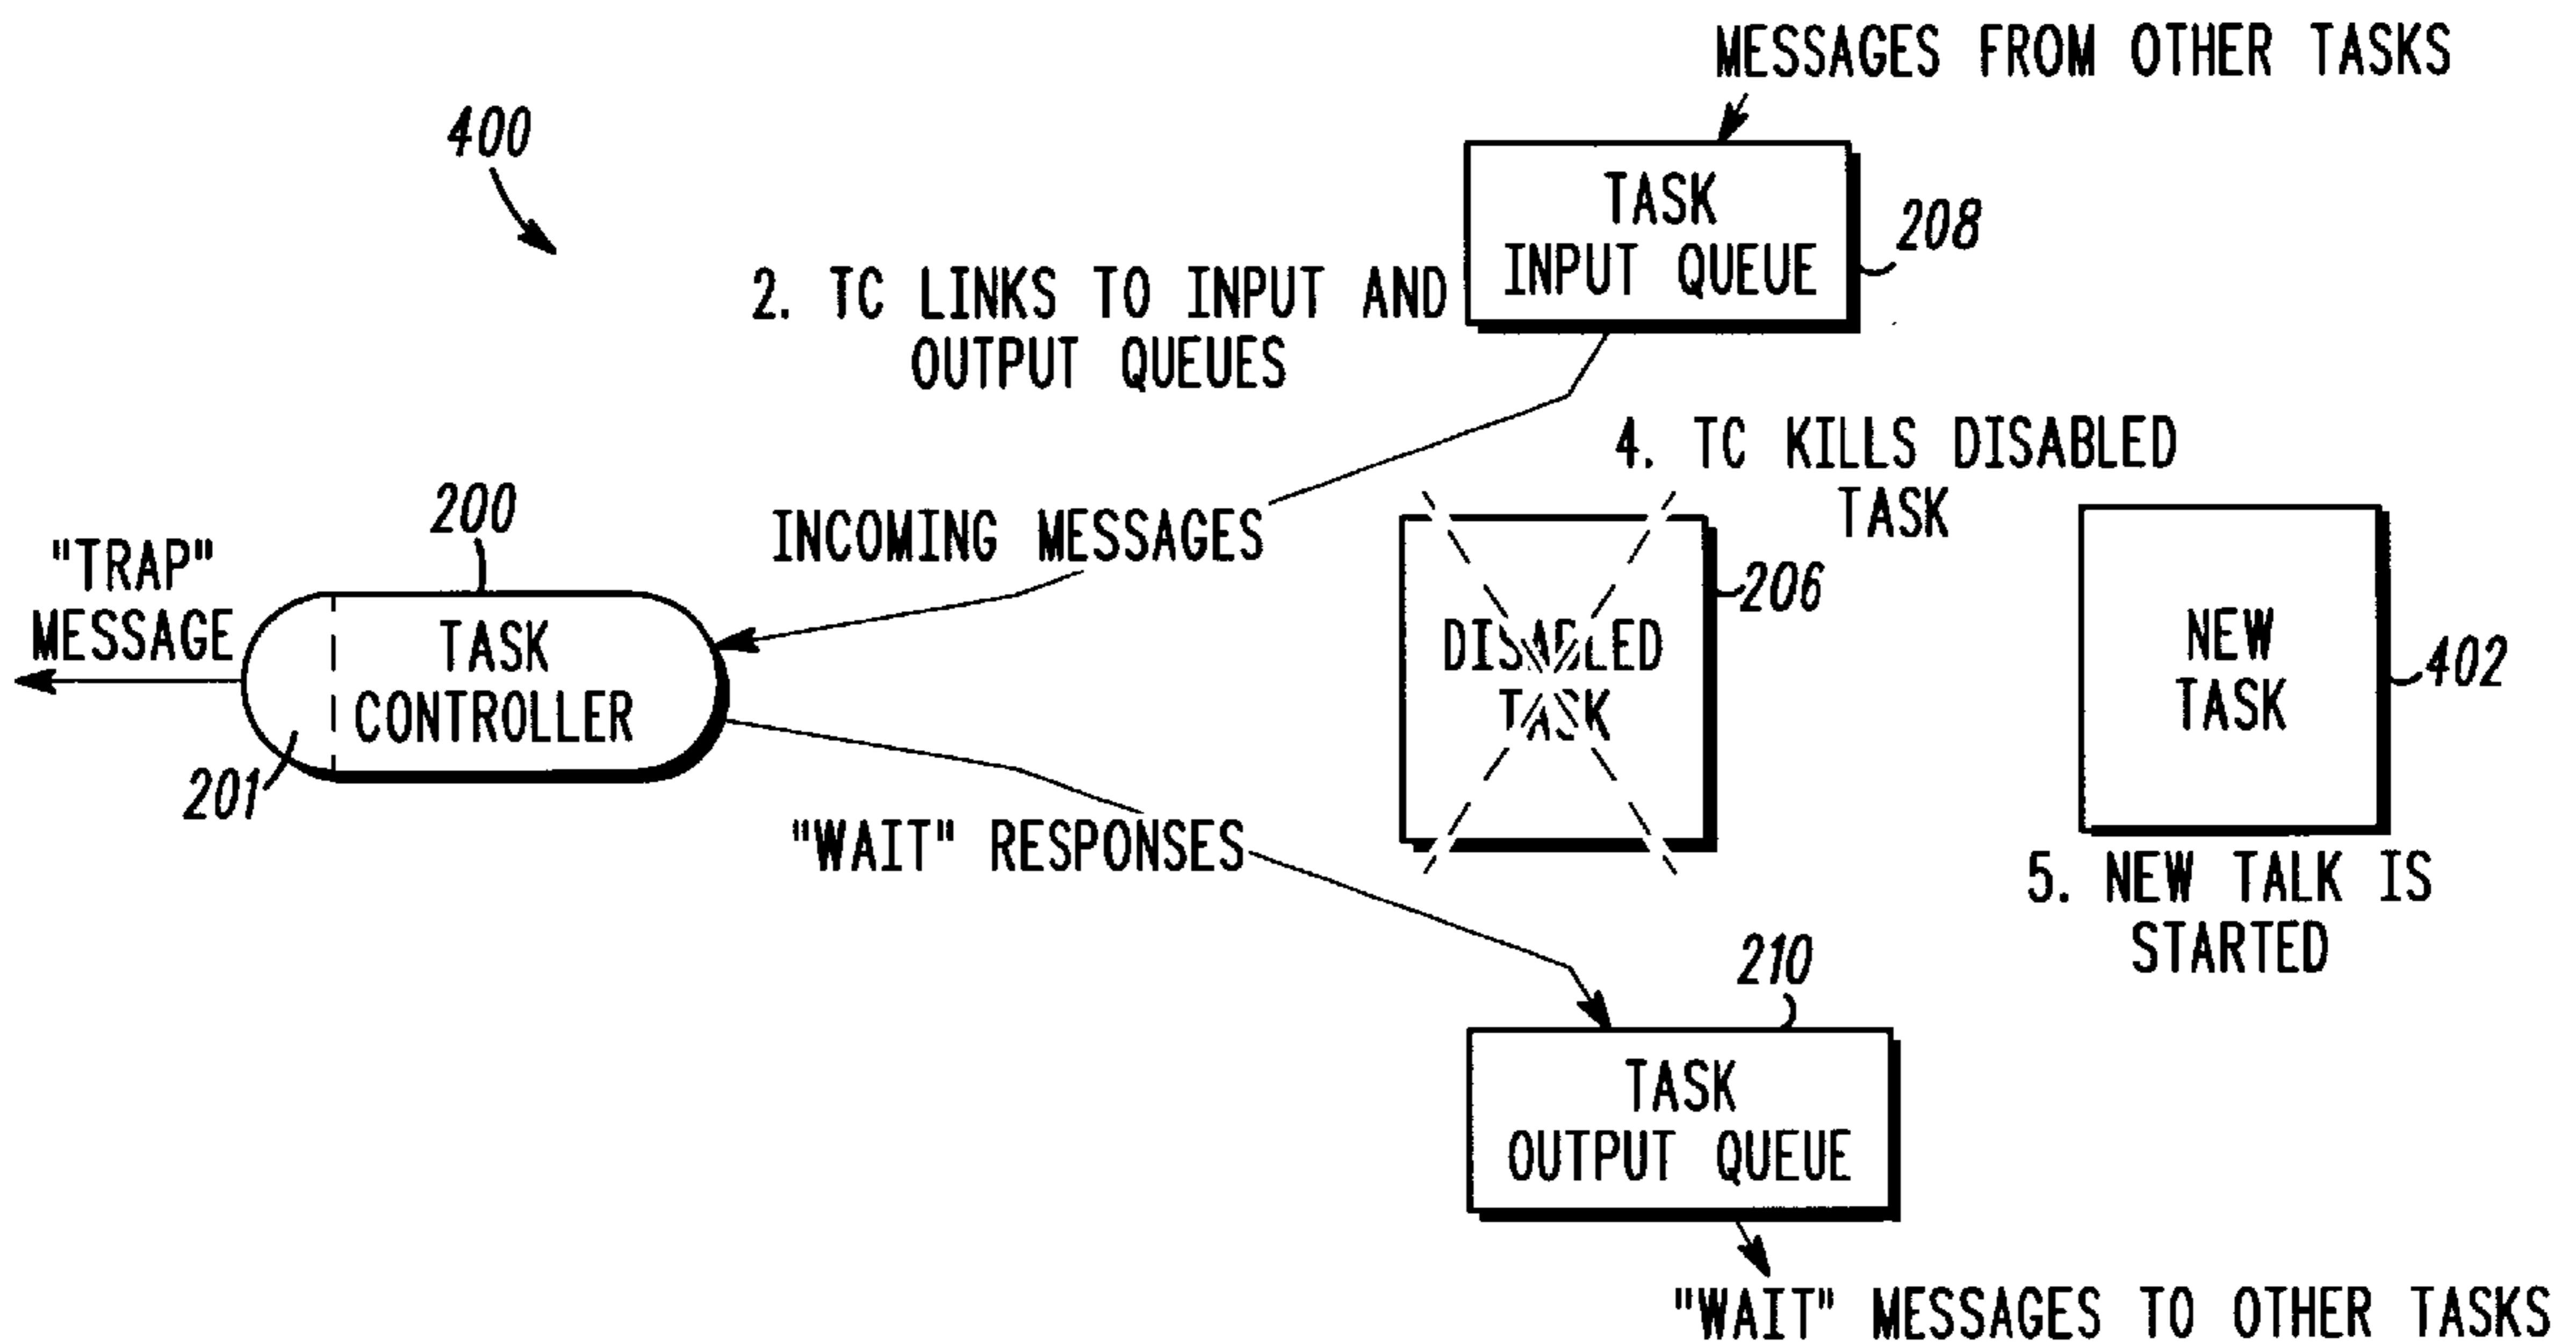 MESSAGES FROM OTHER TASKS
400
TASK
INPUT QUEUE
208
2. TC LINKS TO INPUT AND
OUTPUT QUEUES
4. TC KILLS DISABLED
TASK
INCOMING MESSAGES
200
"TRAP"
MESSAGE
TASK
CONTROLLER
201
206
DISABLED
TASK
NEW
TASK
402
"WAIT" RESPONSES
5. NEW TALK IS
STARTED
210
TASK
OUTPUT QUEUE
"WAIT" MESSAGES TO OTHER TASKS